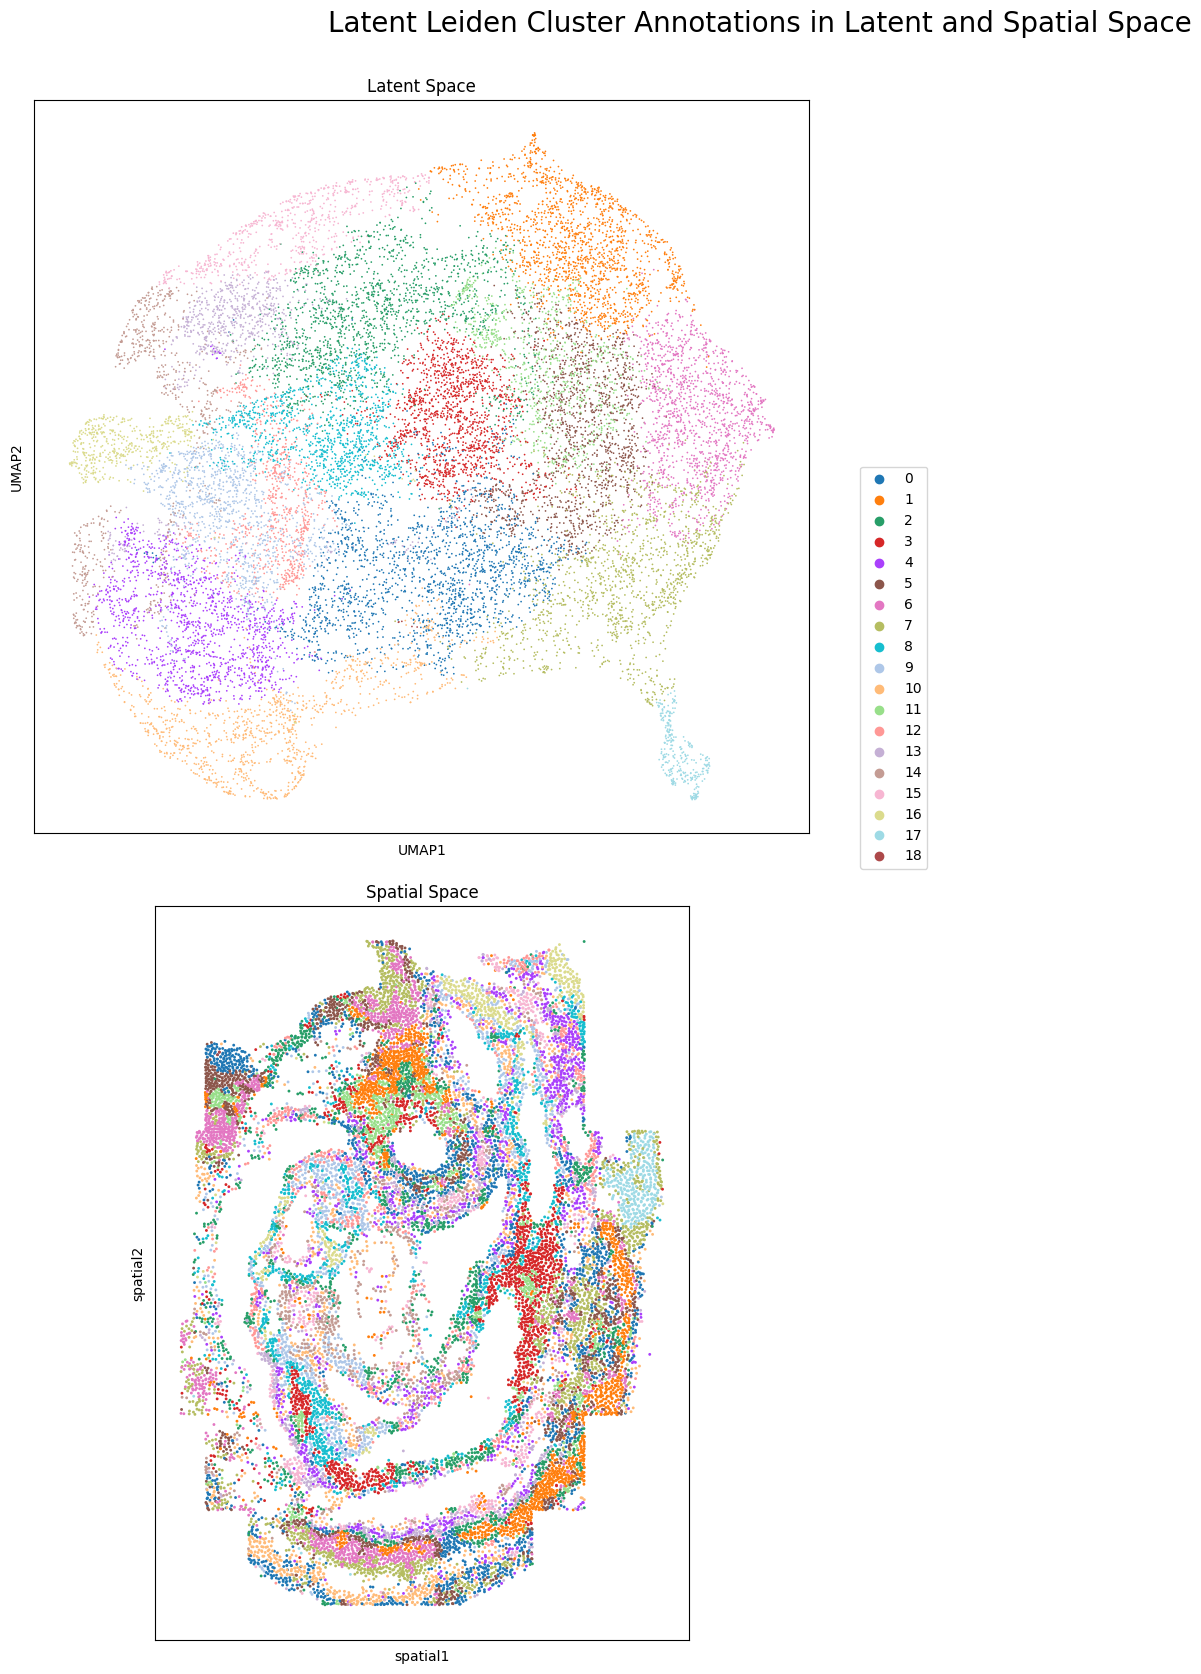 Latent Leiden Cluster Annotations in Latent and Spatial Space
Latent Space
UMAP2
UMAP1
0
1
2
3
4
5
6
7
8
9
10
11
12
13
14
15
16
17
18
Spatial Space
spatial2
spatial1